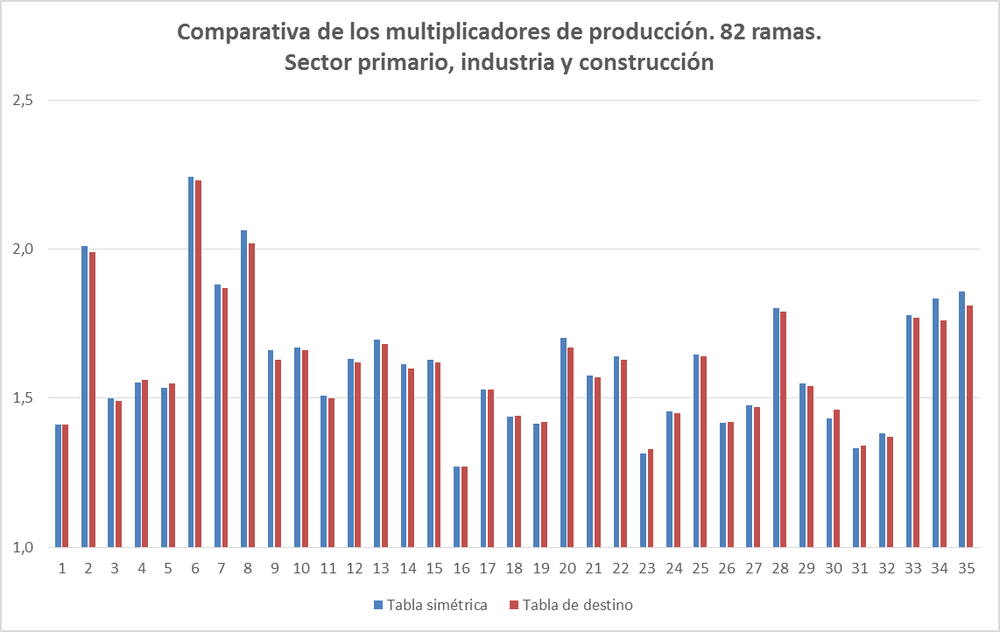 Comparativa de los multiplicadores de producción. 82 ramas.
Sector primario, industria y construcción
2,5
2,0
1,5
1,0
1 2 3 4 5 6 7 8 9 10 11 12 13 14 15 16 17 18 19 20 21 22 23 24 25 26 27 28 29 30 31 32 33 34 35
Tabla simétrica Tabla de destino